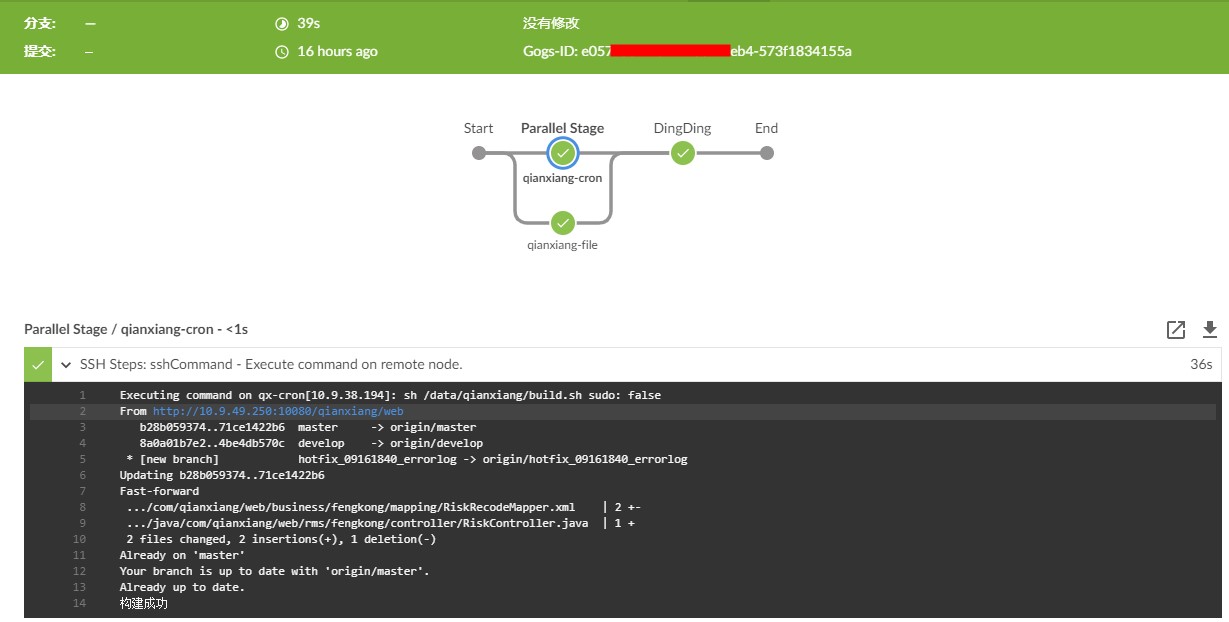 分支: — 39s 没有修改
提交: – 16 hours ago Gogs-ID: e057 eb4-573f1834155a
Start Parallel Stage DingDing End
qianxiang-cron
qianxiang-file
Parallel Stage / qianxiang-cron - <1s
SSH Steps: sshCommand - Execute command on remote node. 36s
1 Executing command on qx-cron[10.9.38.194]: sh /data/qianxiang/build.sh sudo: false
2 From http://10.9.49.250:10080/qianxiang/web
3 b28b059374..71ce1422b6 master -> origin/master
4 8a0a01b7e2..4be4db570c develop -> origin/develop
5 * [new branch] hotfix_09161840_errorlog -> origin/hotfix_09161840_errorlog
6 Updating b28b059374..71ce1422b6
7 Fast-forward
8 .../com/qianxiang/web/business/fengkong/mapping/RiskRecodeMapper.xml | 2 +-
9 .../java/com/qianxiang/web/rms/fengkong/controller/RiskController.java | 1 +
10 2 files changed, 2 insertions(+), 1 deletion(-)
11 Already on 'master'
12 Your branch is up to date with 'origin/master'.
13 Already up to date.
14 构建成功